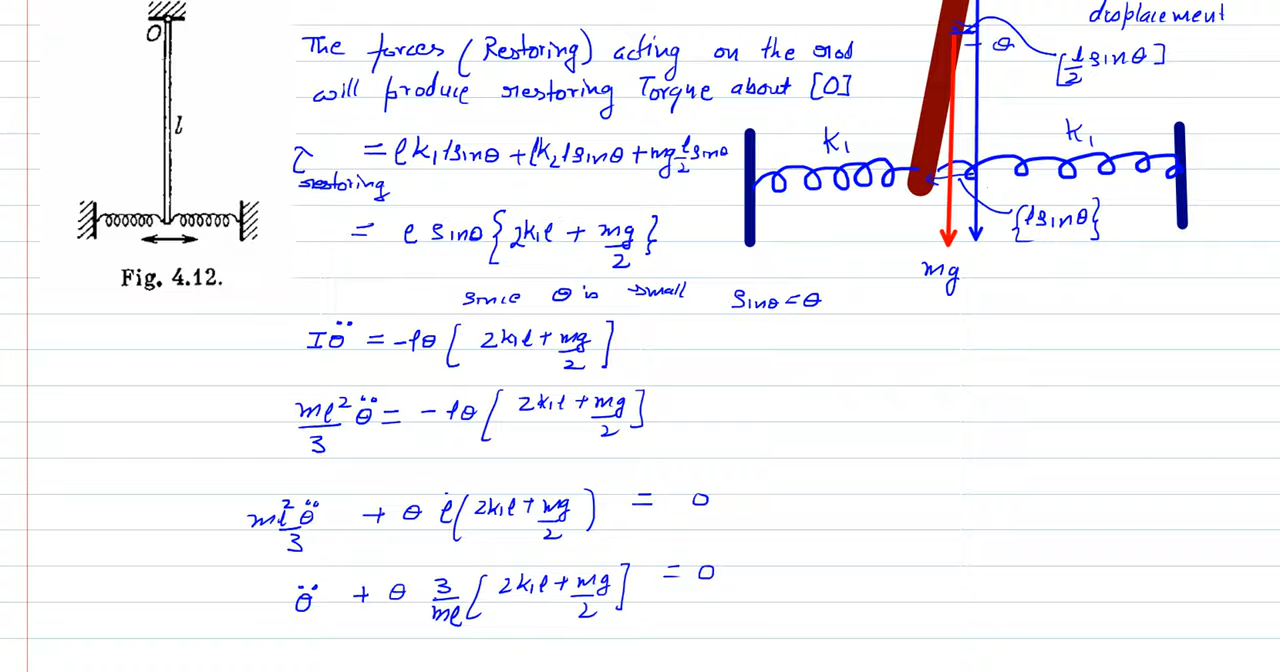 O
l
Fig. 4.12.
The forces (Restoring) acting on the rod
will produce restoring Torque about [O]
τ restoring = l k₁ l sinθ + l k₂ l sinθ + mg l/2 sinθ
= l sinθ { 2k₁l + mg/2 }
since θ is small sinθ = θ
Iθ̈ = -lθ [ 2k₁l + mg/2 ]
ml²/3 θ̈ = -lθ [ 2k₁l + mg/2 ]
ml²/3 θ̈ + θ l ( 2k₁l + mg/2 ) = 0
θ̈ + θ 3/ml [ 2k₁l + mg/2 ] = 0
displacement
θ
[ l/2 sinθ ]
k₁
k₁
{ l sinθ }
mg